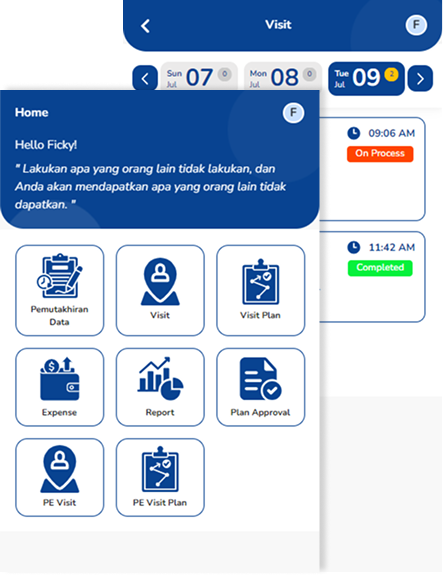 Visit
F
Sun 07 0
Jul
Mon 08 0
Jul
Tue 09 2
Jul
09:06 AM
On Process
11:42 AM
Completed
Home
F
Hello Ficky!
" Lakukan apa yang orang lain tidak lakukan, dan
Anda akan mendapatkan apa yang orang lain tidak
dapatkan. "
Pemutakhiran
Data
Visit
Visit Plan
Expense
Report
Plan Approval
PE Visit
PE Visit Plan